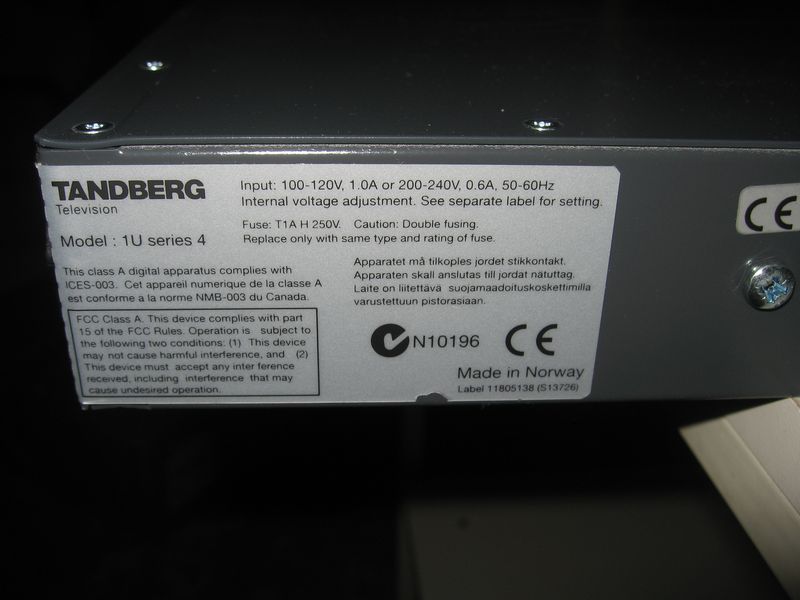 TANDBERG
Television
Model : 1U series 4
Input: 100-120V, 1.0A or 200-240V, 0.6A, 50-60Hz
Internal voltage adjustment. See separate label for setting.
Fuse: T1A H 250V. Caution: Double fusing.
Replace only with same type and rating of fuse.
This class A digital apparatus complies with
ICES-003. Cet appareil numerique de la classe A
est conforme a la norme NMB-003 du Canada.
FCC Class A. This device complies with part
15 of the FCC Rules. Operation is subject to
the following two conditions: (1) This device
may not cause harmful interference, and (2)
This device must accept any inter ference
received, including interference that may
cause undesired operation.
Apparatet må tilkoples jordet stikkontakt.
Apparaten skall anslutas till jordat nätuttag.
Laite on liitettävä suojamaadoituskoskettimilla
varustettuun pistorasiaan.
N10196 CE
Made in Norway
Label 11805138 (S13726)
CE